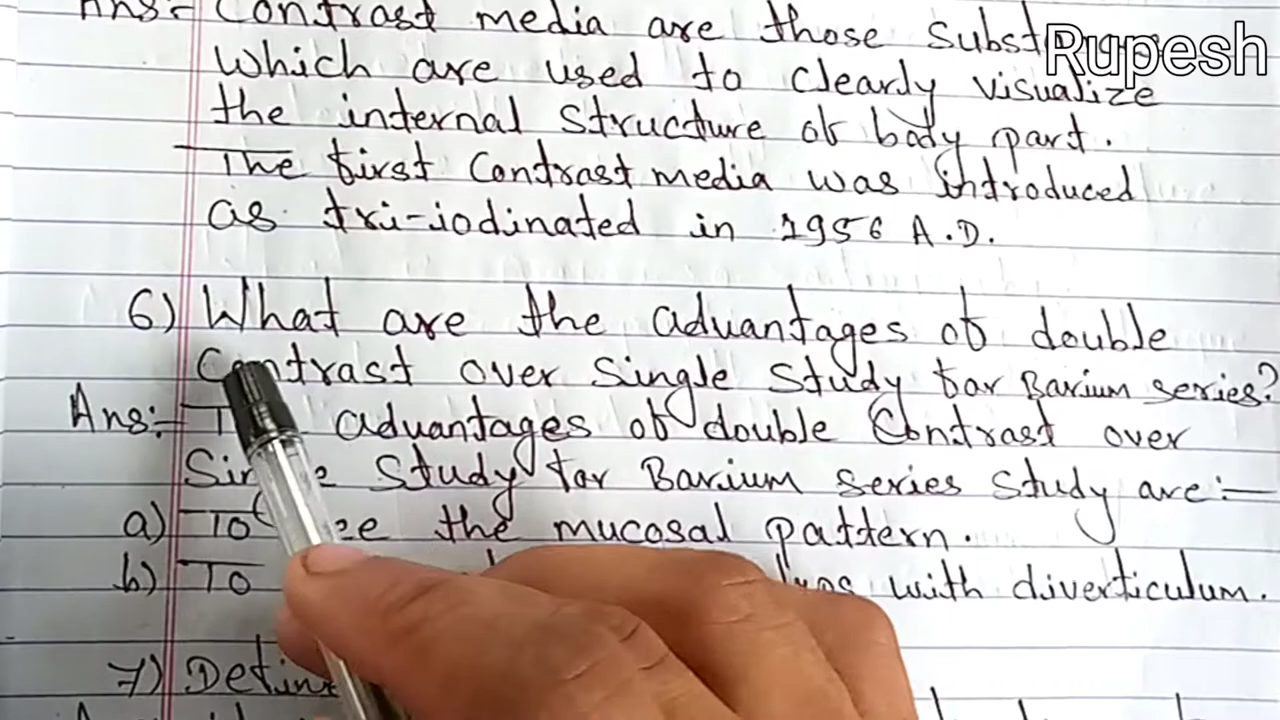 Ans:- Contrast media are those
Rupesh
Which are used to clearly visualize
the internal structure of body part.
The first contrast media was introduced
as tri-iodinated in 1956 A.D.
6) What are the advantages of double
Contrast over single study for Barium series?
Ans:- advantages of double contrast over
study for Barium series study are:-
a) To the mucosal pattern.
b) To with diverticulum.
7)